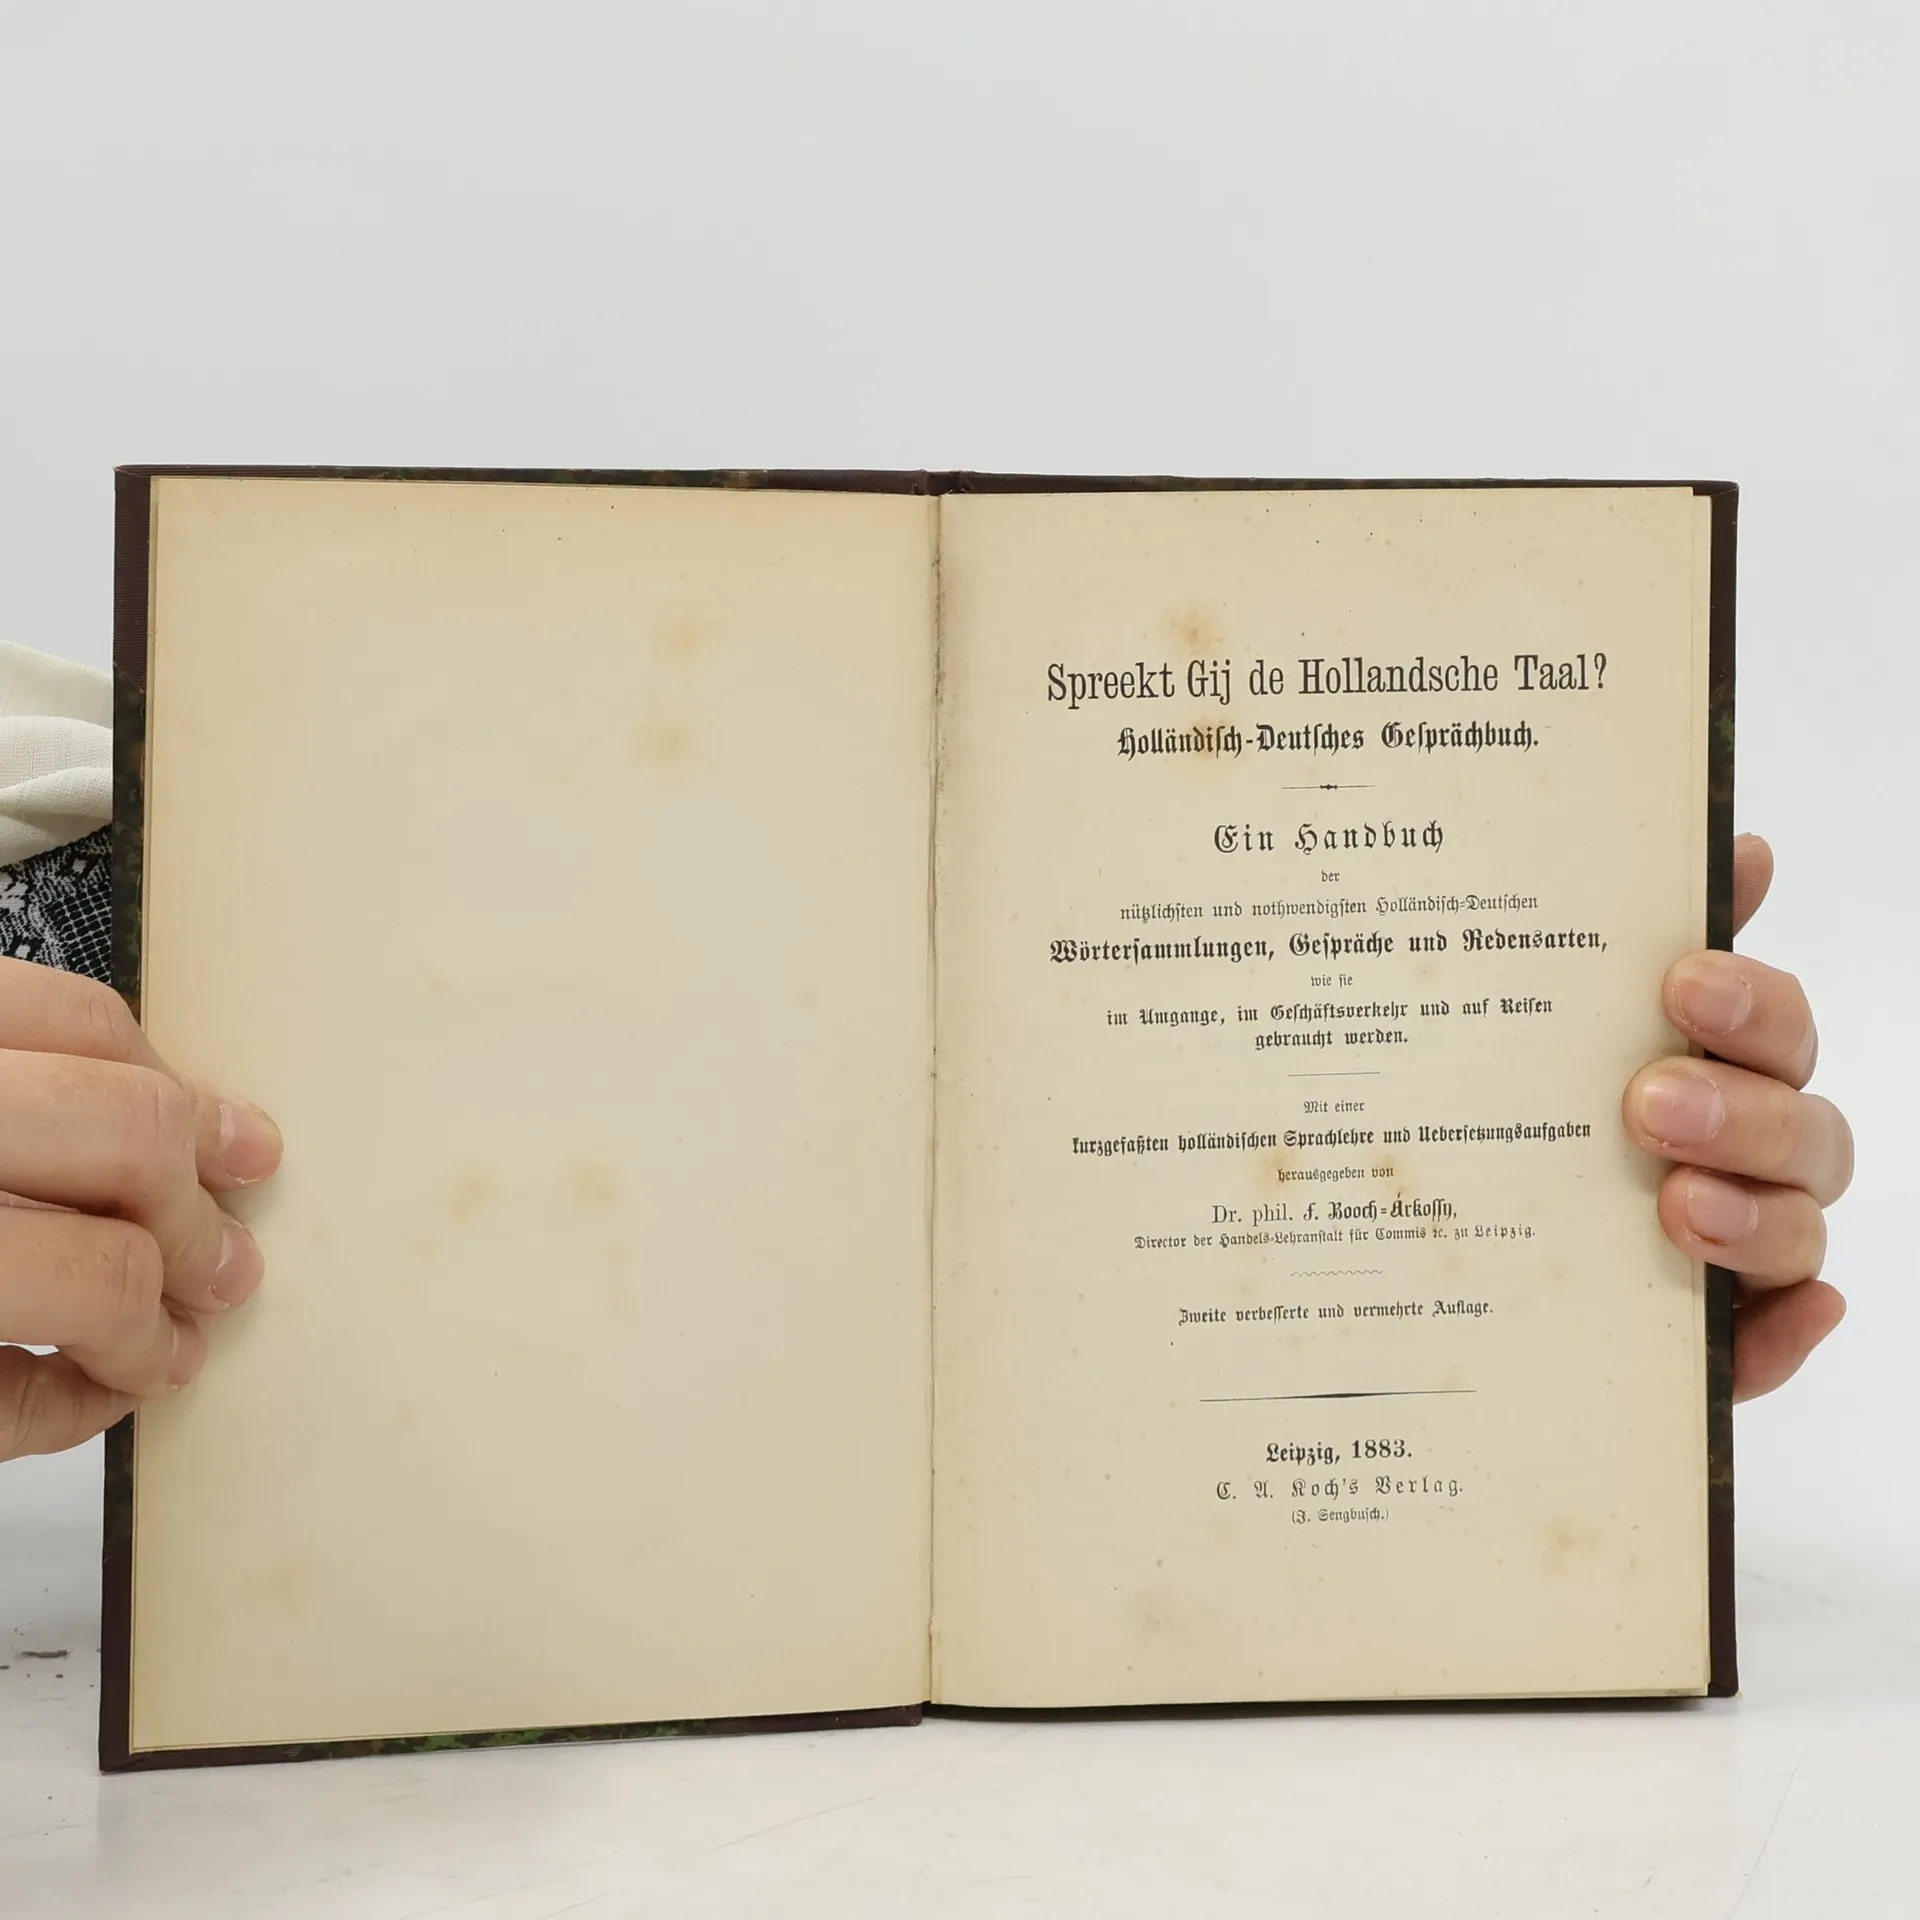 Spreekt Gij de Hollandsche Taal?
Holländiſch-Deutſches Geſprächbuch.
Ein Handbuch
der
nützlichſten und nothwendigſten Holländiſch-Deutſchen
Wörterſammlungen, Geſpräche und Redensarten,
wie ſie
im Umgange, im Geſchäftsverkehr und auf Reiſen
gebraucht werden.
Mit einer
kurzgefaßten holländiſchen Sprachlehre und Ueberſetzungsaufgaben
herausgegeben von
Dr. phil. F. Booch-Árkoſſy,
Director der Handels-Lehranſtalt für Commis ꝛc. zu Leipzig.
Zweite verbeſſerte und vermehrte Auflage.
Leipzig, 1883.
C. A. Koch's Verlag.
(J. Sengbuſch.)